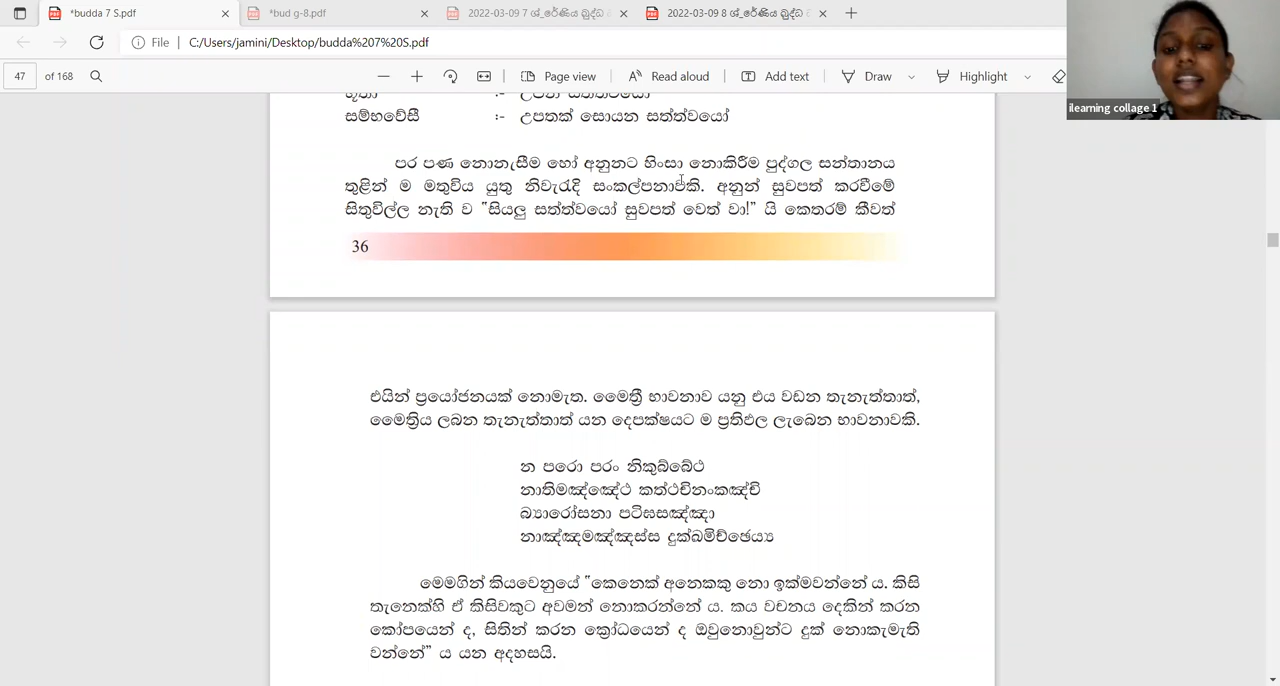 *budda 7 S.pdf
*bud g-8.pdf
2022-03-09 7 ශ්‍රේණිය බුද්ධ
2022-03-09 8 ශ්‍රේණිය බුද්ධ
File C:/Users/jamini/Desktop/budda%207%20S.pdf
47 of 168 Page view Read aloud Add text Draw Highlight
ilearning collage 1
භූතා :- උපන් සත්ත්වයෝ
සම්භවේසී :- උපතක් සොයන සත්ත්වයෝ
පර පණ නොනැසීම හෝ අනුනට හිංසා නොකිරීම පුද්ගල සන්තානය
තුළින් ම මතුවිය යුතු නිවැරැදි සංකල්පනාවකි. අනුන් සුවපත් කරවීමේ
සිතුවිල්ල නැති ව "සියලු සත්ත්වයෝ සුවපත් වෙත් වා!" යි කෙතරම් කීවත්
36
එයින් ප්‍රයෝජනයක් නොමැත. මෛත්‍රී භාවනාව යනු එය වඩන තැනැත්තාත්,
මෛත්‍රිය ලබන තැනැත්තාත් යන දෙපක්ෂයට ම ප්‍රතිඵල ලැබෙන භාවනාවකි.
න පරො පරං නිකුබ්බේථ
නාතිමඤ්ඤේථ කත්ථචිනංකඤ්චි
බ්‍යාරෝසනා පටිඝසඤ්ඤා
නාඤ්ඤමඤ්ඤස්ස දුක්ඛමිච්ඡෙය්‍ය
මෙමගින් කියවෙනුයේ "කෙනෙක් අනෙකකු නො ඉක්මවන්නේ ය. කිසි
තැනෙක්හි ඒ කිසිවකුට අවමන් නොකරන්නේ ය. කය වචනය දෙකින් කරන
කෝපයෙන් ද, සිතින් කරන ක්‍රෝධයෙන් ද ඔවුනොවුන්ට දුක් නොකැමැති
වන්නේ" ය යන අදහසයි.